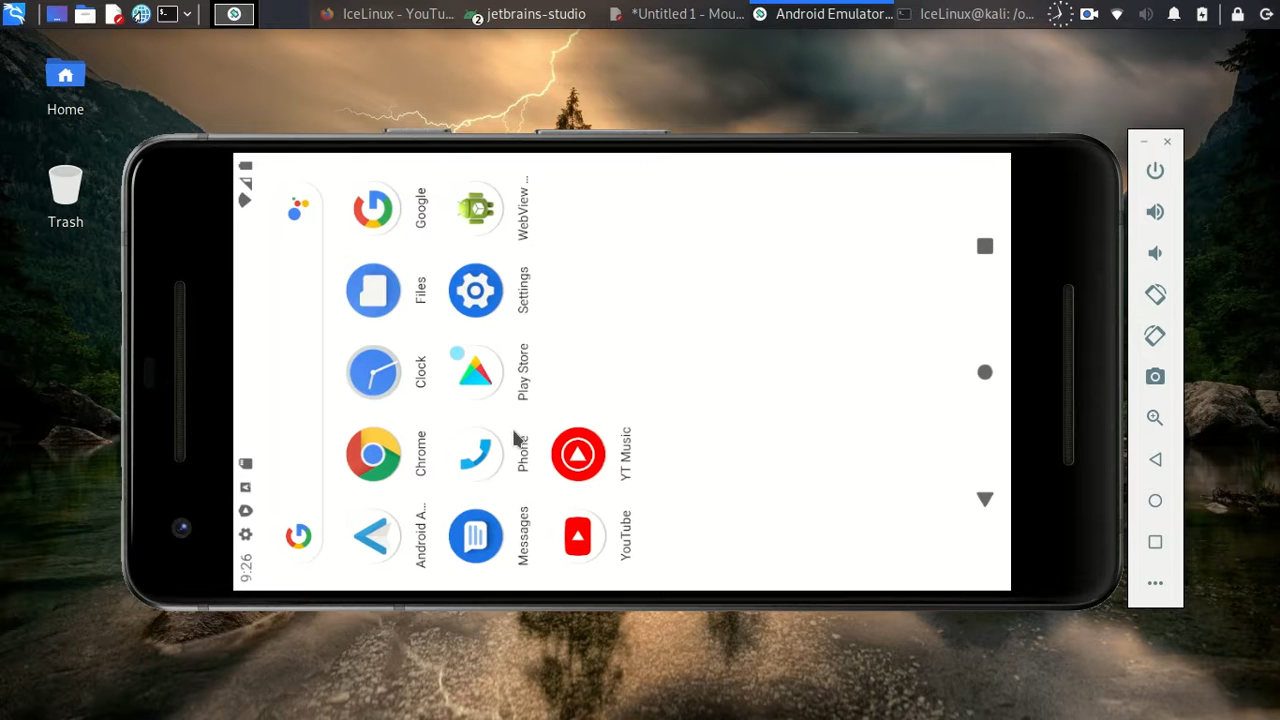 IceLinux - YouTu...
2
jetbrains-studio
*Untitled 1 - Mou...
Android Emulator...
IceLinux@kali: /o...
Home
Trash
9:26
Android A...
Chrome
Clock
Files
Google
Messages
Phone
Play Store
Settings
WebView ...
YouTube
YT Music